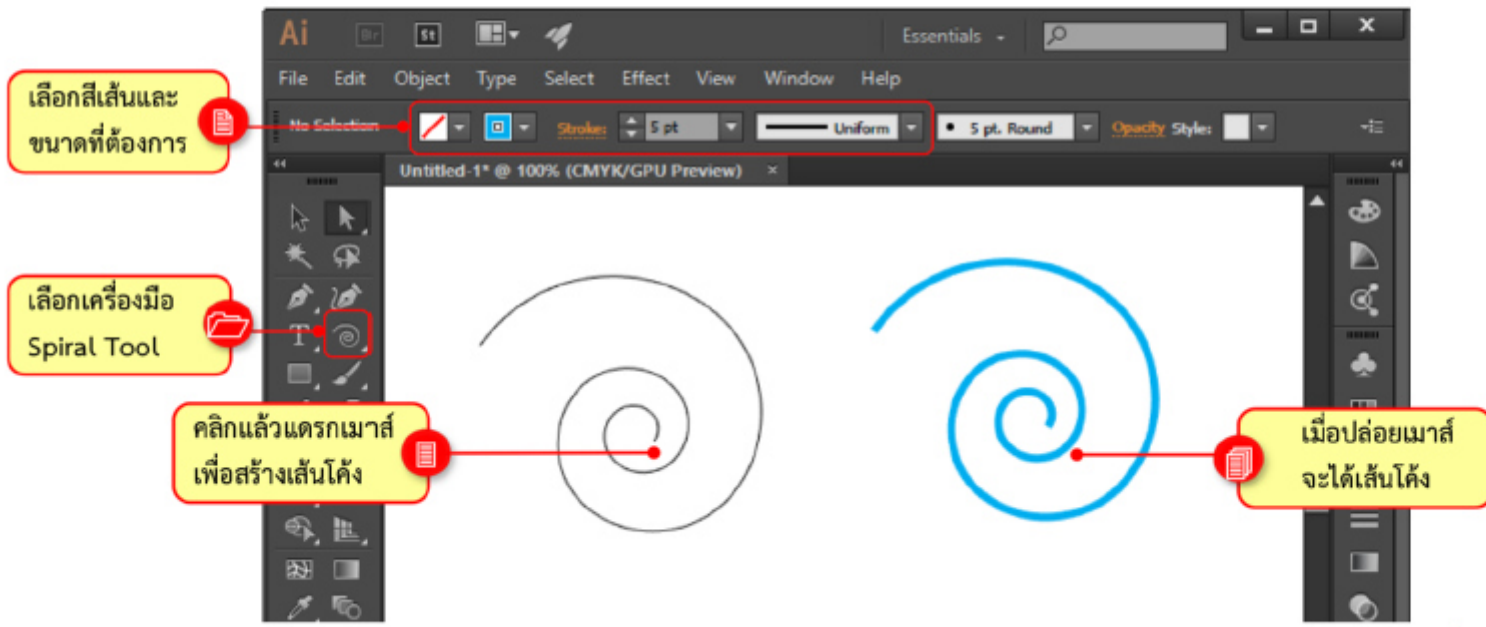 Ai Br St Essentials
File Edit Object Type Select Effect View Window Help
เลือกสีเส้นและ
ขนาดที่ต้องการ
No Selection Stroke: 5 pt Uniform 5 pt. Round Opacity Style:
Untitled-1* @ 100% (CMYK/GPU Preview) ×
เลือกเครื่องมือ
Spiral Tool
คลิกแล้วแดรกเมาส์
เพื่อสร้างเส้นโค้ง
เมื่อปล่อยเมาส์
จะได้เส้นโค้ง